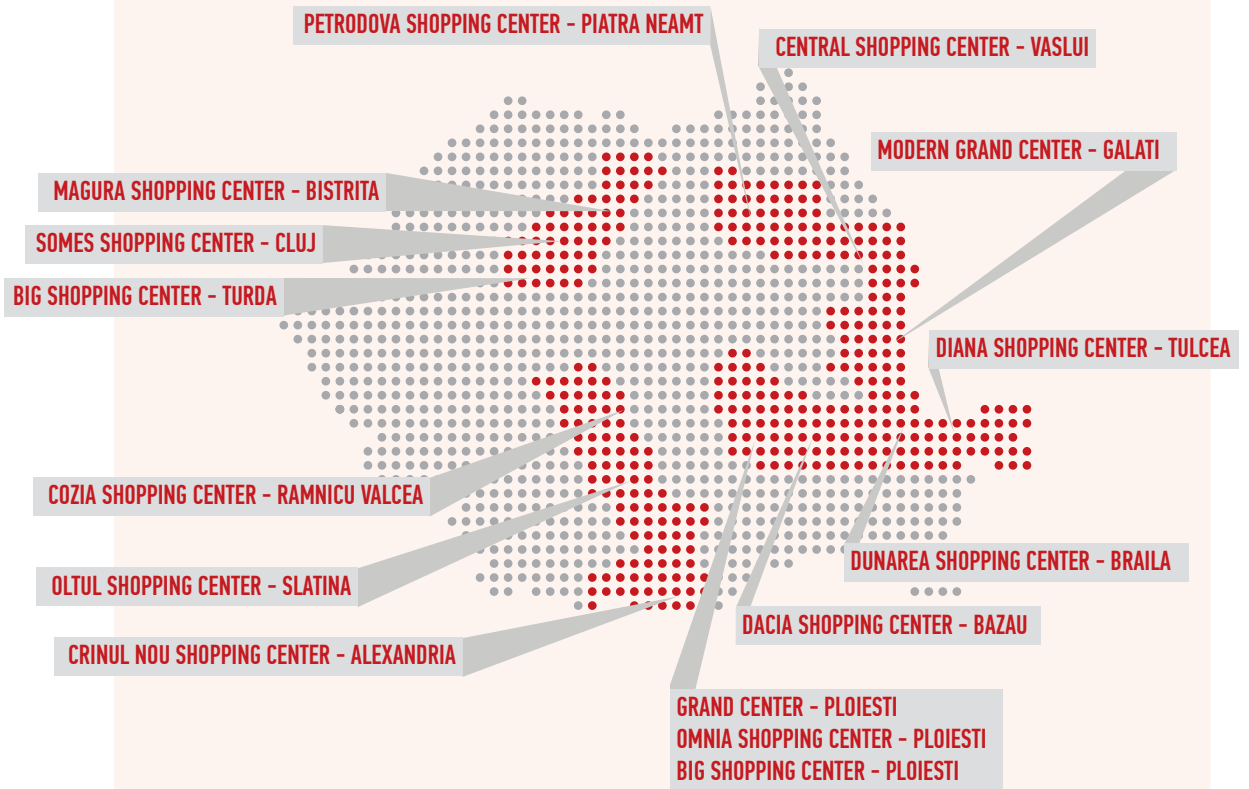 PETRODOVA SHOPPING CENTER - PIATRA NEAMT
CENTRAL SHOPPING CENTER - VASLUI
MODERN GRAND CENTER - GALATI
MAGURA SHOPPING CENTER - BISTRITA
SOMES SHOPPING CENTER - CLUJ
BIG SHOPPING CENTER - TURDA
DIANA SHOPPING CENTER - TULCEA
COZIA SHOPPING CENTER - RAMNICU VALCEA
DUNAREA SHOPPING CENTER - BRAILA
OLTUL SHOPPING CENTER - SLATINA
DACIA SHOPPING CENTER - BAZAU
CRINUL NOU SHOPPING CENTER - ALEXANDRIA
GRAND CENTER - PLOIESTI
OMNIA SHOPPING CENTER - PLOIESTI
BIG SHOPPING CENTER - PLOIESTI